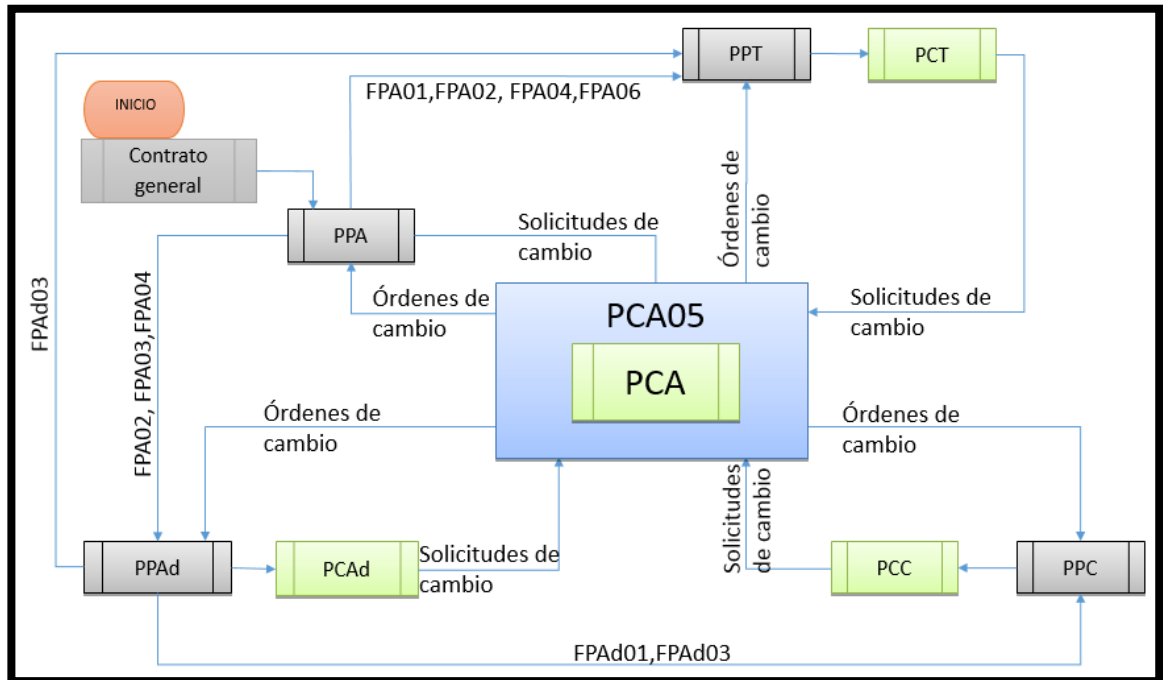 PPT
PCT
FPA01,FPA02, FPA04,FPA06
INICIO
Contrato
general
PPA
Solicitudes de
cambio
Órdenes de
cambio
Órdenes de
cambio
Solicitudes de
cambio
PCA05
PCA
FPAd03
FPA02, FPA03,FPA04
Órdenes de
cambio
Órdenes de
cambio
Solicitudes
de cambio
PPAd
PCAd
Solicitudes de
cambio
PCC
PPC
FPAd01,FPAd03